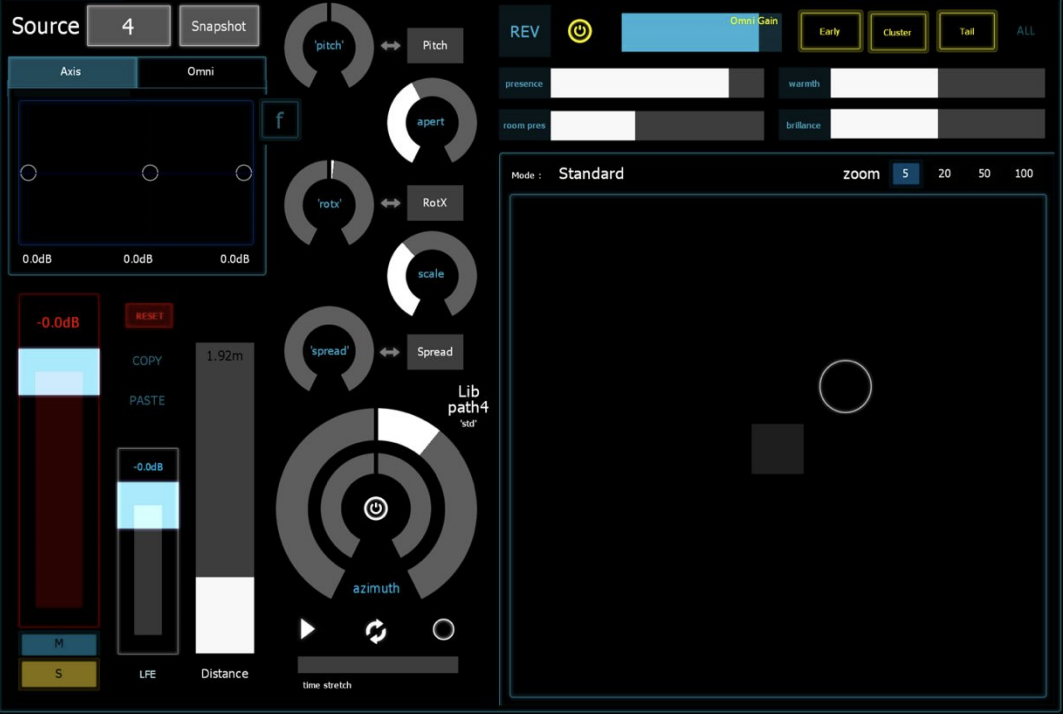 Source
4
Snapshot
Axis
Omni
f
0.0dB
0.0dB
0.0dB
-0.0dB
RESET
COPY
PASTE
1.92m
-0.0dB
M
S
LFE
Distance
'pitch'
Pitch
apert
'rotx'
RotX
scale
'spread'
Spread
Lib
path4
'std'
azimuth
time stretch
REV
Omni Gain
Early
Cluster
Tail
ALL
presence
warmth
room pres
brillance
Mode :
Standard
zoom
5
20
50
100